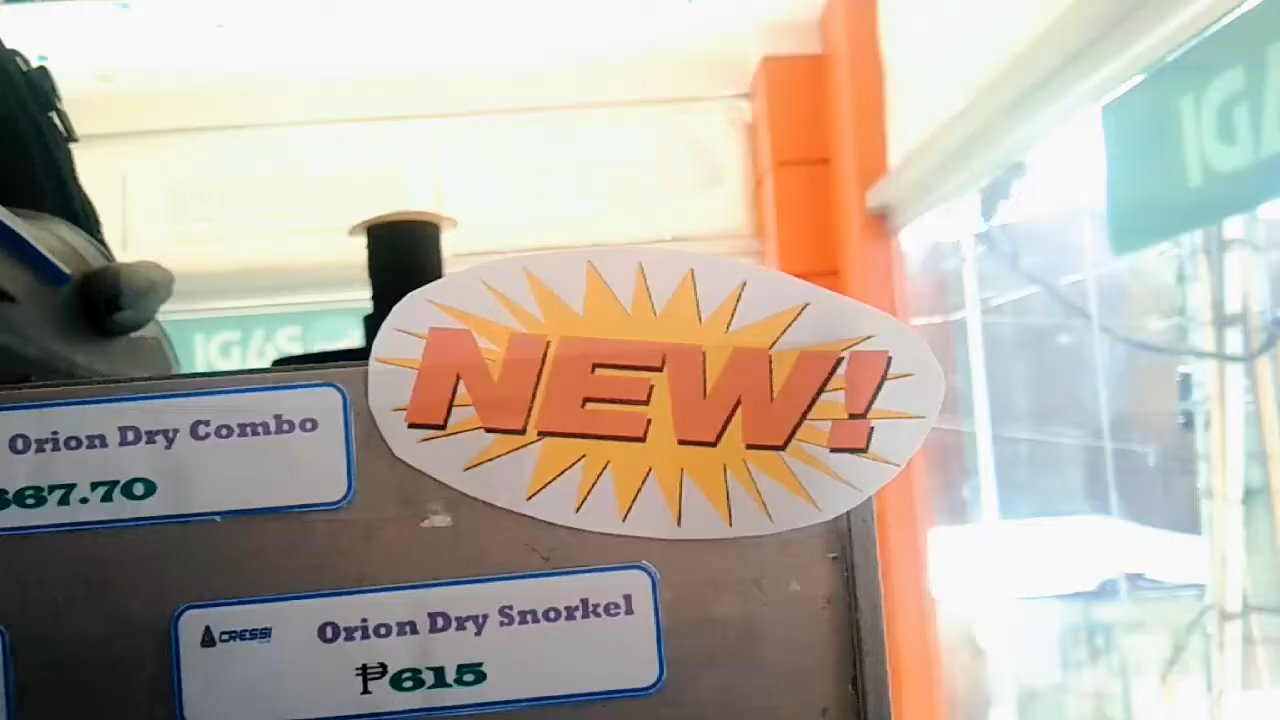 NEW!
Orion Dry Combo
CRESSI
Orion Dry Snorkel
₱615